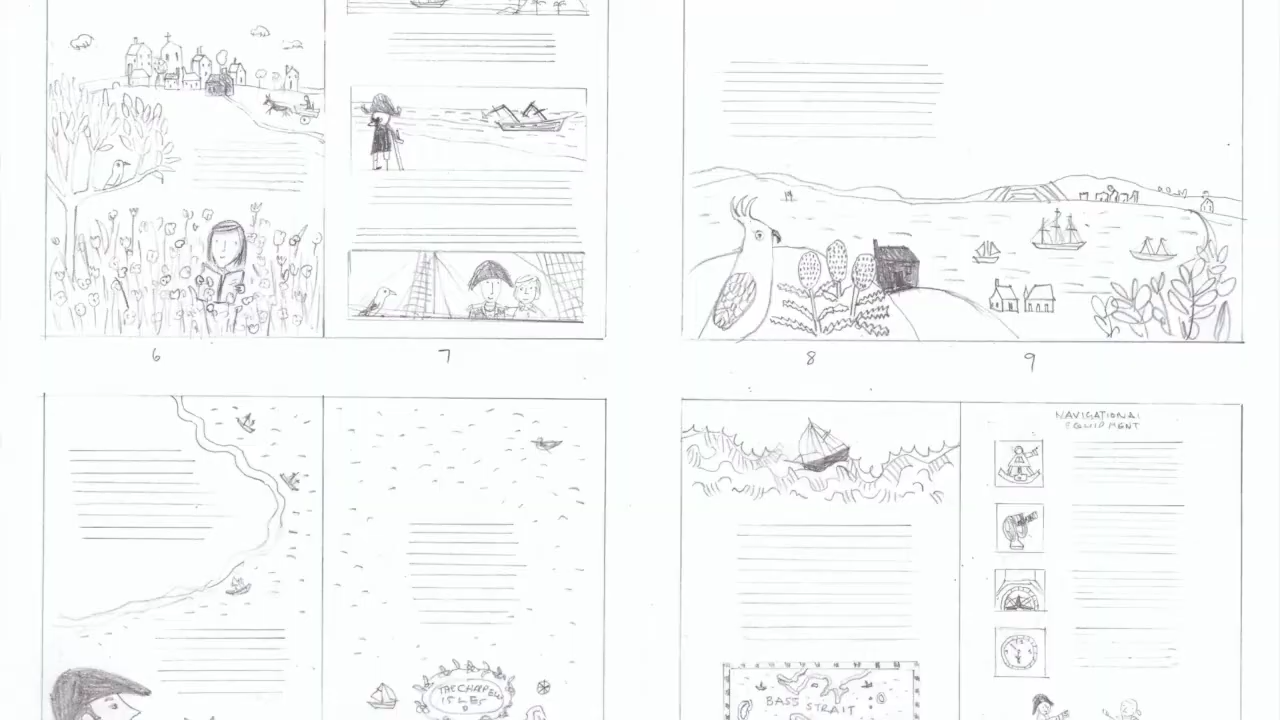 6
7
8
9
NAVIGATIONAL
EQUIPMENT
THE CHAPPELL
ISLES
BASS STRAIT